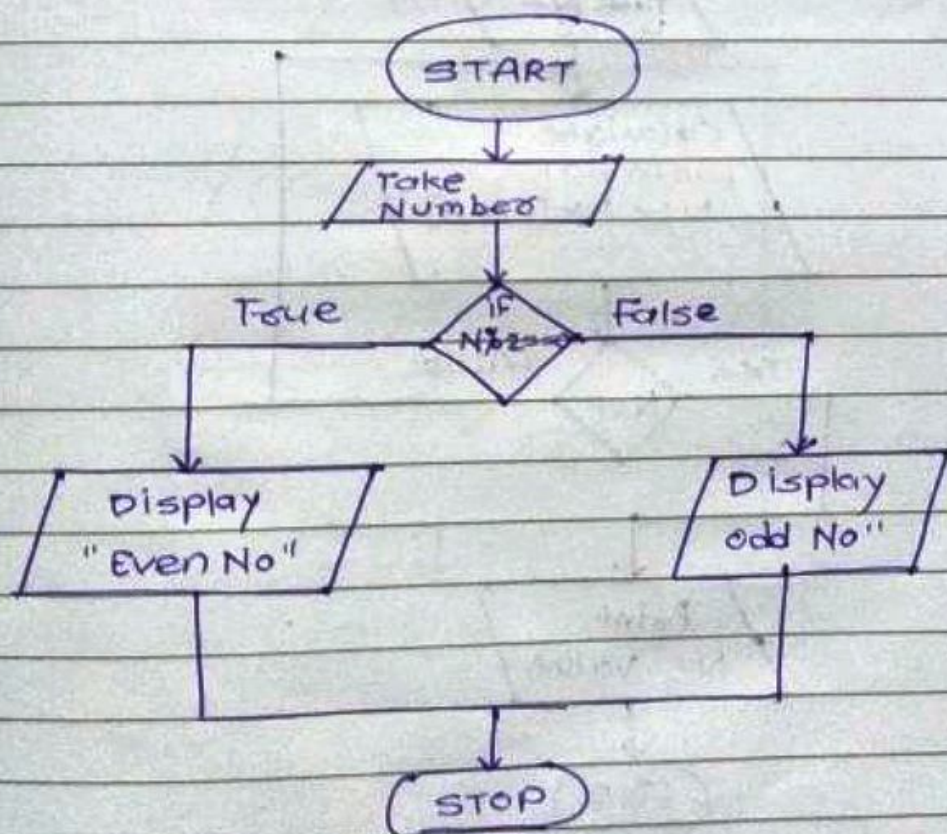 START
Take
Number
IF
N%2==0
True
False
Display
"Even No"
Display
odd No"
STOP